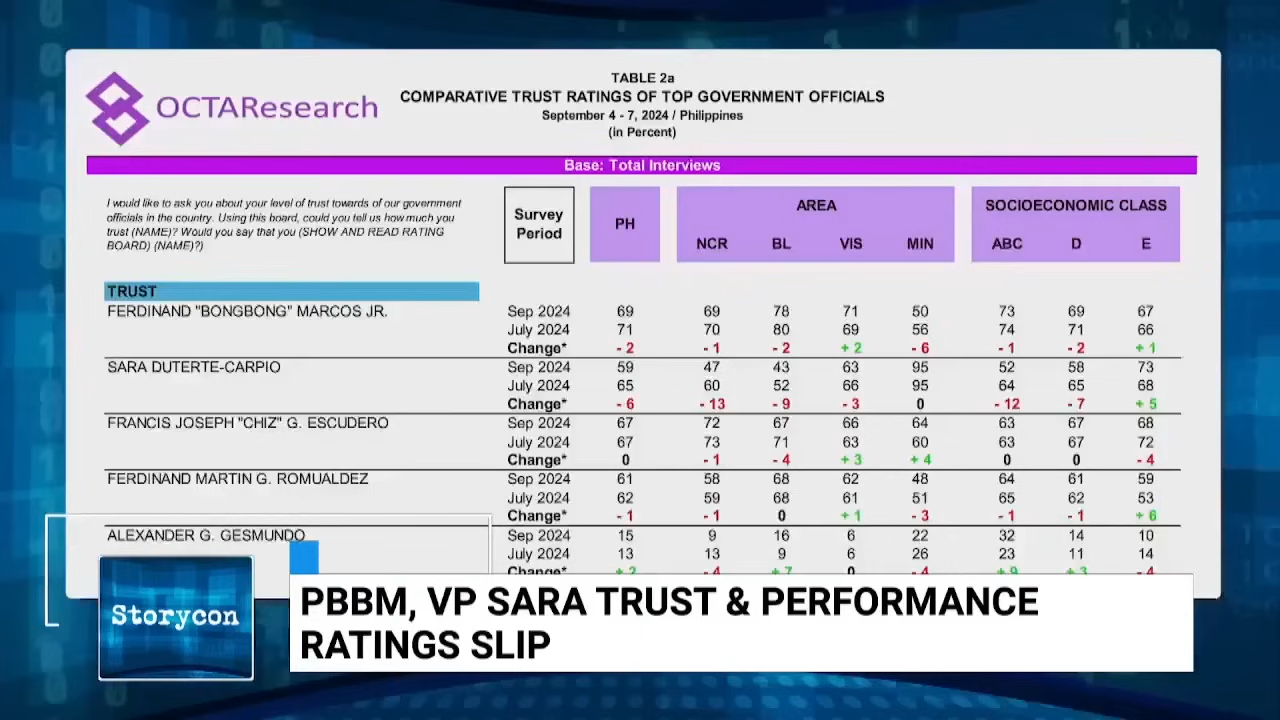 TABLE 2a
OCTAResearch
COMPARATIVE TRUST RATINGS OF TOP GOVERNMENT OFFICIALS
September 4 - 7, 2024 / Philippines
(in Percent)
Base: Total Interviews
I would like to ask you about your level of trust towards of our government
officials in the country. Using this board, could you tell us how much you
trust (NAME)? Would you say that you (SHOW AND READ RATING
BOARD) (NAME)?)
Survey
Period
PH
AREA
NCR BL VIS MIN
SOCIOECONOMIC CLASS
ABC D E
TRUST
FERDINAND "BONGBONG" MARCOS JR. Sep 2024 69 69 78 71 50 73 69 67
July 2024 71 70 80 69 56 74 71 66
Change* - 2 - 1 - 2 + 2 - 6 - 1 - 2 + 1
SARA DUTERTE-CARPIO Sep 2024 59 47 43 63 95 52 58 73
July 2024 65 60 52 66 95 64 65 68
Change* - 6 - 13 - 9 - 3 0 - 12 - 7 + 5
FRANCIS JOSEPH "CHIZ" G. ESCUDERO Sep 2024 67 72 67 66 64 63 67 68
July 2024 67 73 71 63 60 63 67 72
Change* 0 - 1 - 4 + 3 + 4 0 0 - 4
FERDINAND MARTIN G. ROMUALDEZ Sep 2024 61 58 68 62 48 64 61 59
July 2024 62 59 68 61 51 65 62 53
Change* - 1 - 1 0 + 1 - 3 - 1 - 1 + 6
ALEXANDER G. GESMUNDO Sep 2024 15 9 16 6 22 32 14 10
July 2024 13 13 9 6 26 23 11 14
Change* + 2 - 4 + 7 0 - 4 + 9 + 3 - 4
Storycon
PBBM, VP SARA TRUST & PERFORMANCE
RATINGS SLIP